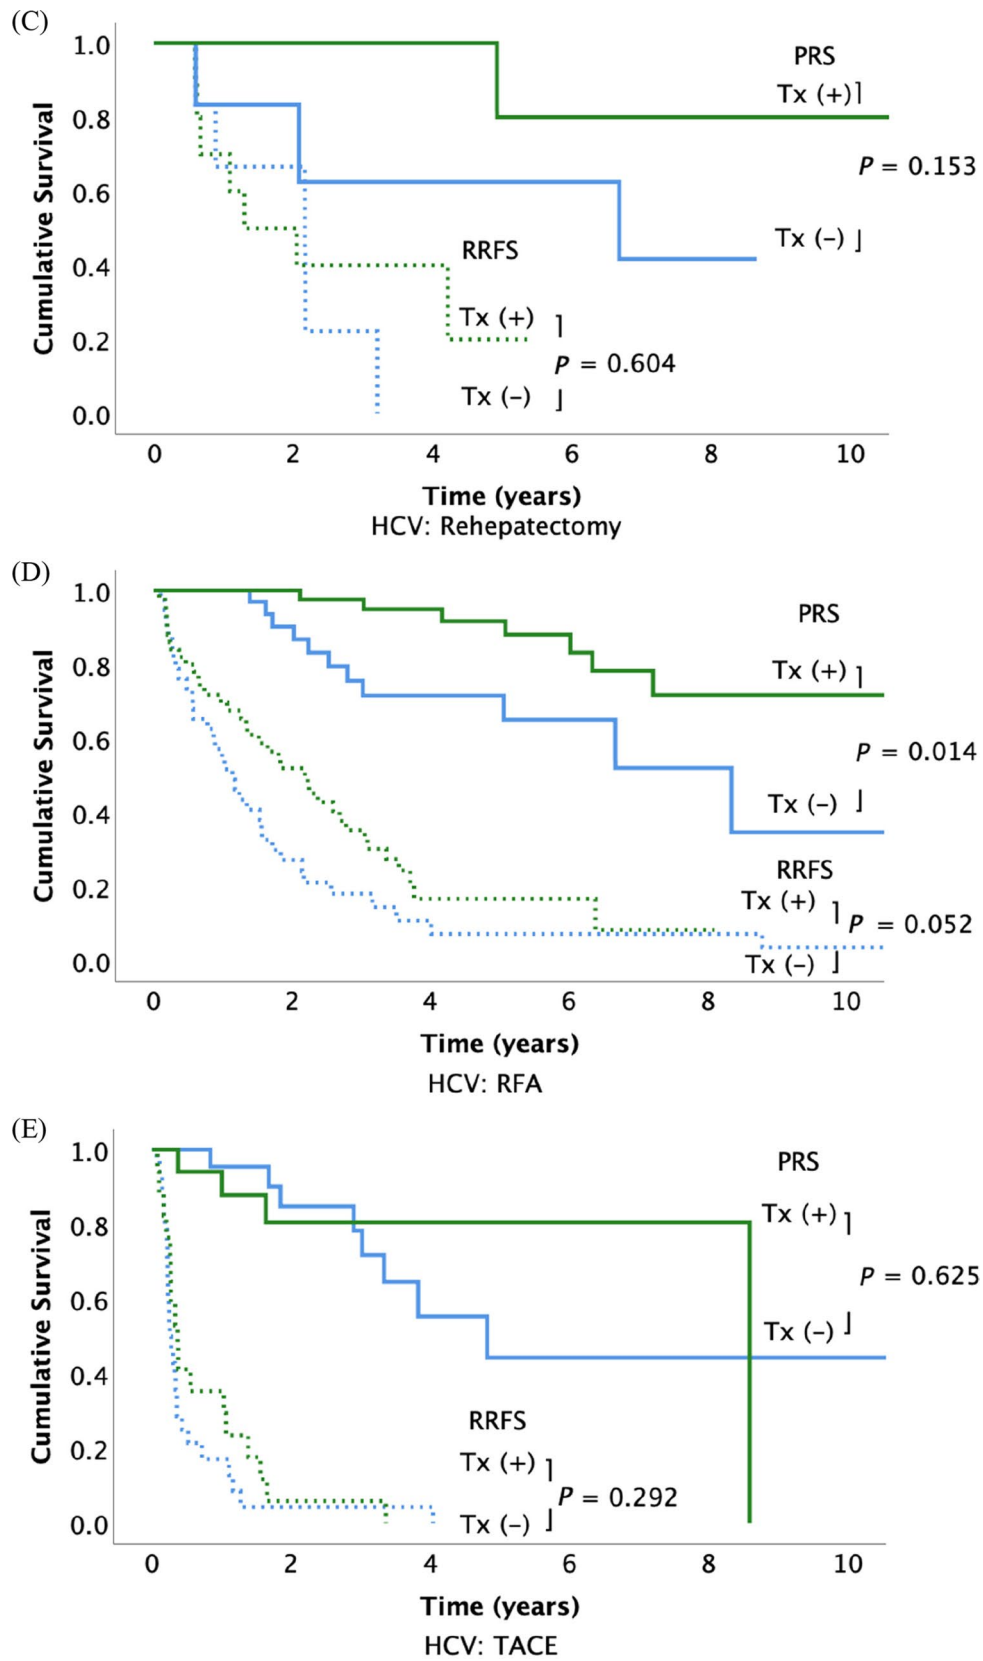 (C)
1.0
0.8
0.6
0.4
0.2
0.0
Cumulative Survival
PRS
Tx (+)
P = 0.153
Tx (–)
RRFS
Tx (+)
P = 0.604
Tx (–)
0 2 4 6 8 10
Time (years)
HCV: Rehepatectomy
(D)
1.0
0.8
0.6
0.4
0.2
0.0
Cumulative Survival
PRS
Tx (+)
P = 0.014
Tx (–)
RRFS
Tx (+)
P = 0.052
Tx (–)
0 2 4 6 8 10
Time (years)
HCV: RFA
(E)
1.0
0.8
0.6
0.4
0.2
0.0
Cumulative Survival
PRS
Tx (+)
P = 0.625
Tx (–)
RRFS
Tx (+)
P = 0.292
Tx (–)
0 2 4 6 8 10
Time (years)
HCV: TACE